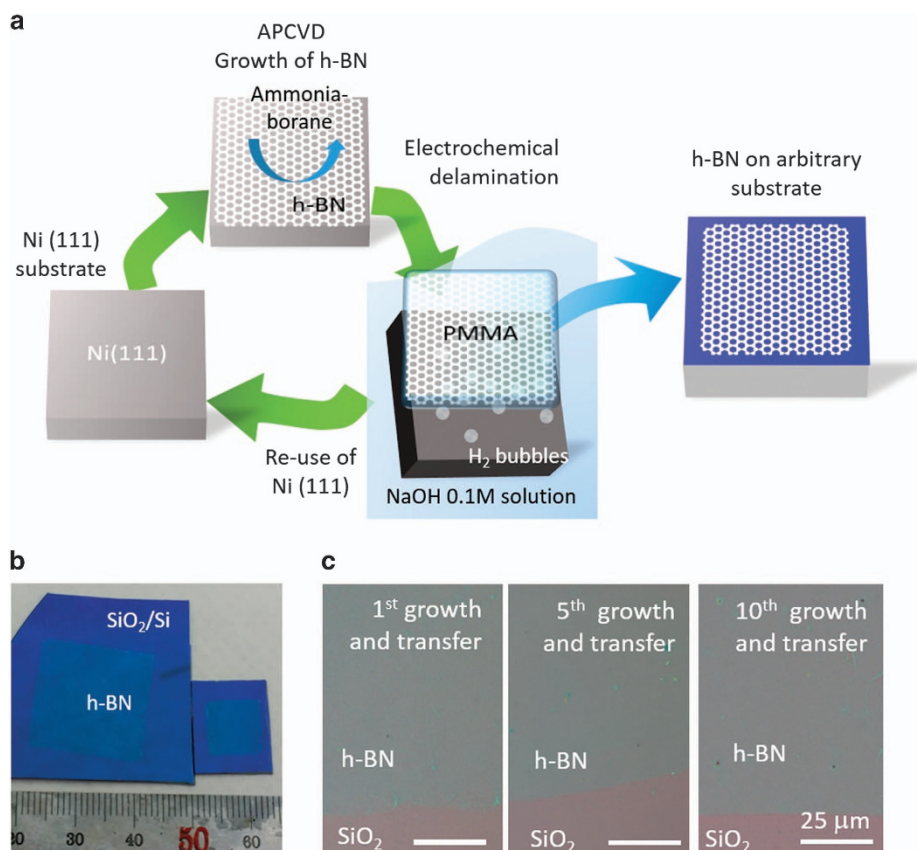 a
APCVD
Growth of h-BN
Ammonia-
borane
h-BN
Electrochemical
delamination
h-BN on arbitrary
substrate
Ni (111)
substrate
Ni(111)
PMMA
H₂ bubbles
NaOH 0.1M solution
Re-use of
Ni (111)
b
SiO₂/Si
h-BN
20 30 40 50 60
c
1st growth
and transfer
h-BN
SiO₂
5th growth
and transfer
h-BN
SiO₂
10th growth
and transfer
h-BN
SiO₂
25 μm